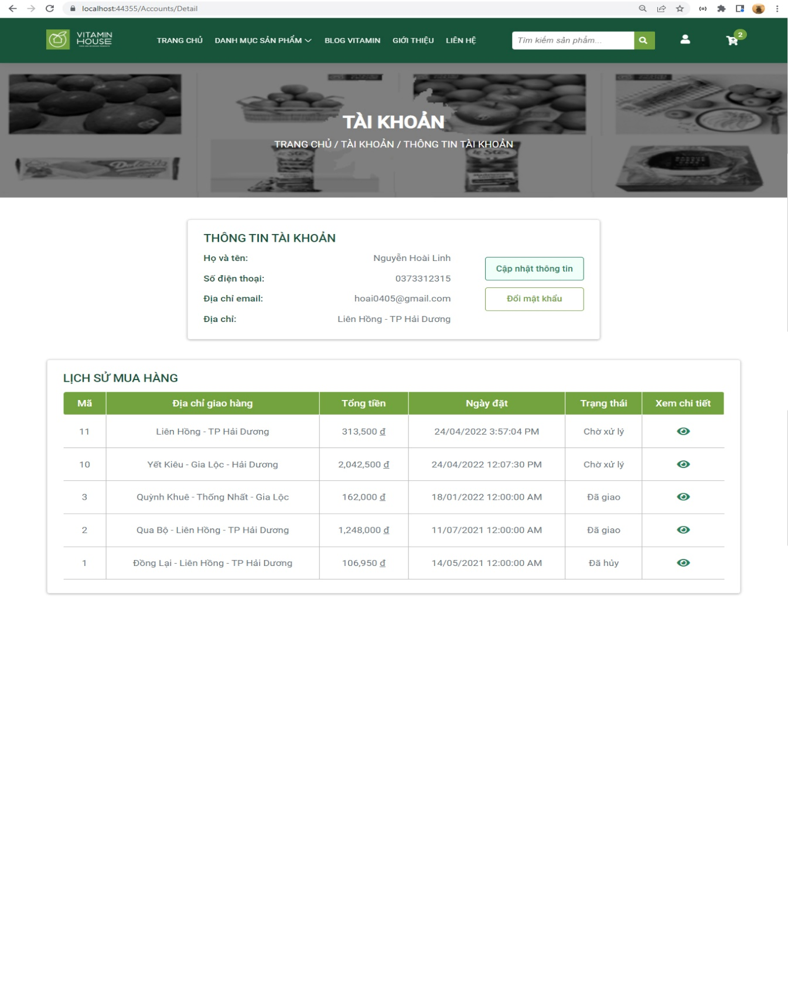 localhost:44355/Accounts/Detail
VITAMIN
HOUSE
TRANG CHỦ DANH MỤC SẢN PHẨM BLOG VITAMIN GIỚI THIỆU LIÊN HỆ Tìm kiếm sản phẩm... 2
TÀI KHOẢN
TRANG CHỦ / TÀI KHOẢN / THÔNG TIN TÀI KHOẢN
THÔNG TIN TÀI KHOẢN
Họ và tên: Nguyễn Hoài Linh
Cập nhật thông tin
Số điện thoại: 0373312315
Địa chỉ email: hoai0405@gmail.com
Đổi mật khẩu
Địa chỉ: Liên Hồng - TP Hải Dương
LỊCH SỬ MUA HÀNG
Mã Địa chỉ giao hàng Tổng tiền Ngày đặt Trạng thái Xem chi tiết
11 Liên Hồng - TP Hải Dương 313,500 ₫ 24/04/2022 3:57:04 PM Chờ xử lý
10 Yết Kiêu - Gia Lộc - Hải Dương 2,042,500 ₫ 24/04/2022 12:07:30 PM Chờ xử lý
3 Quỳnh Khuê - Thống Nhất - Gia Lộc 162,000 ₫ 18/01/2022 12:00:00 AM Đã giao
2 Qua Bộ - Liên Hồng - TP Hải Dương 1,248,000 ₫ 11/07/2021 12:00:00 AM Đã giao
1 Đồng Lại - Liên Hồng - TP Hải Dương 106,950 ₫ 14/05/2021 12:00:00 AM Đã hủy